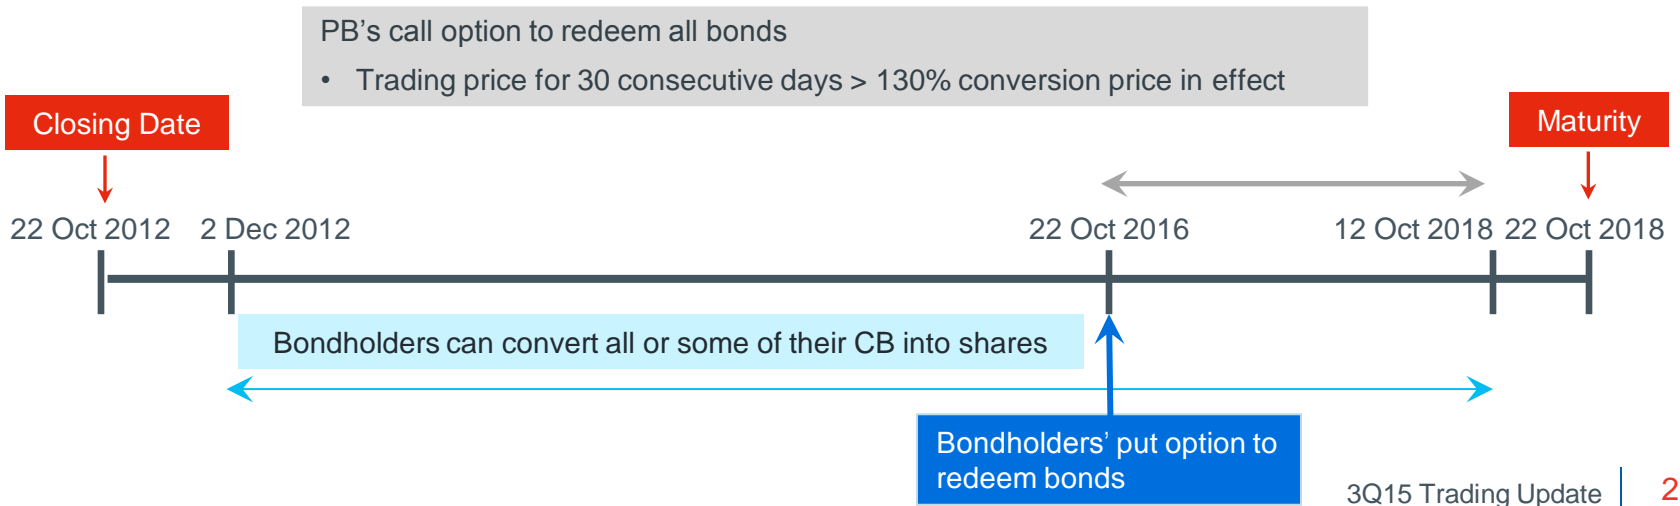 PB’s call option to redeem all bonds
• Trading price for 30 consecutive days > 130% conversion price in effect
Closing Date
Maturity
22 Oct 2012
2 Dec 2012
22 Oct 2016
12 Oct 2018
22 Oct 2018
Bondholders can convert all or some of their CB into shares
Bondholders’ put option to
redeem bonds
3Q15 Trading Update
2